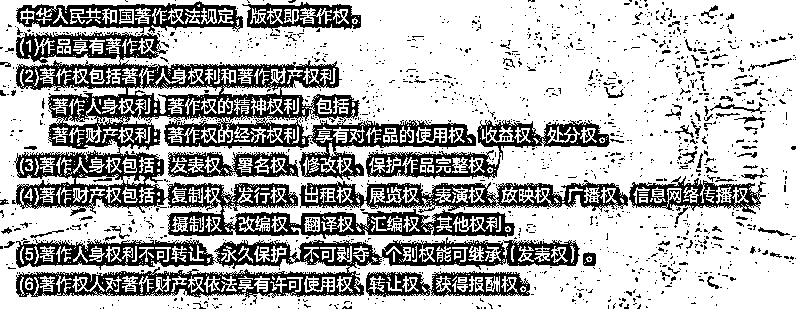 中华人民共和国著作权法规定，版权即著作权。
(1)作品享有著作权
(2)著作权包括著作人身权利和著作财产权利
著作人身权利：著作权的精神权利，包括：
著作财产权利：著作权的经济权利，享有对作品的使用权、收益权、处分权。
(3)著作人身权包括：发表权、署名权、修改权、保护作品完整权。
(4)著作财产权包括：复制权、发行权、出租权、展览权、表演权、放映权、广播权、信息网络传播权、
摄制权、改编权、翻译权、汇编权、其他权利。
(5)著作人身权利不可转让，永久保护，不可剥夺、个别权能可继承（发表权）。
(6)著作权人对著作财产权依法享有许可使用权、转让权、获得报酬权。